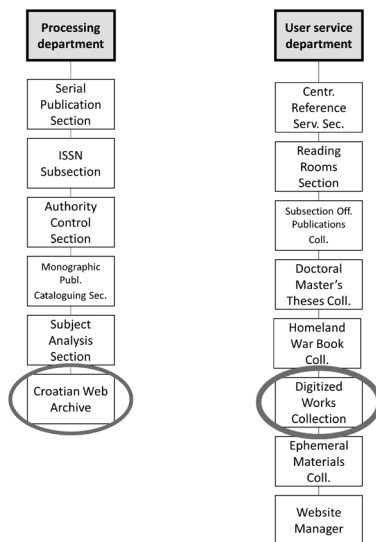 Processing
department
Serial
Publication
Section
ISSN
Subsection
Authority
Control
Section
Monographic
Publ.
Cataloguing Sec.
Subject
Analysis
Section
Croatian Web
Archive
User service
department
Centr.
Reference
Serv. Sec.
Reading
Rooms
Section
Subsection Off.
Publications
Coll.
Doctoral
Master's
Theses Coll.
Homeland
War Book
Coll.
Digitized
Works
Collection
Ephemeral
Materials
Coll.
Website
Manager